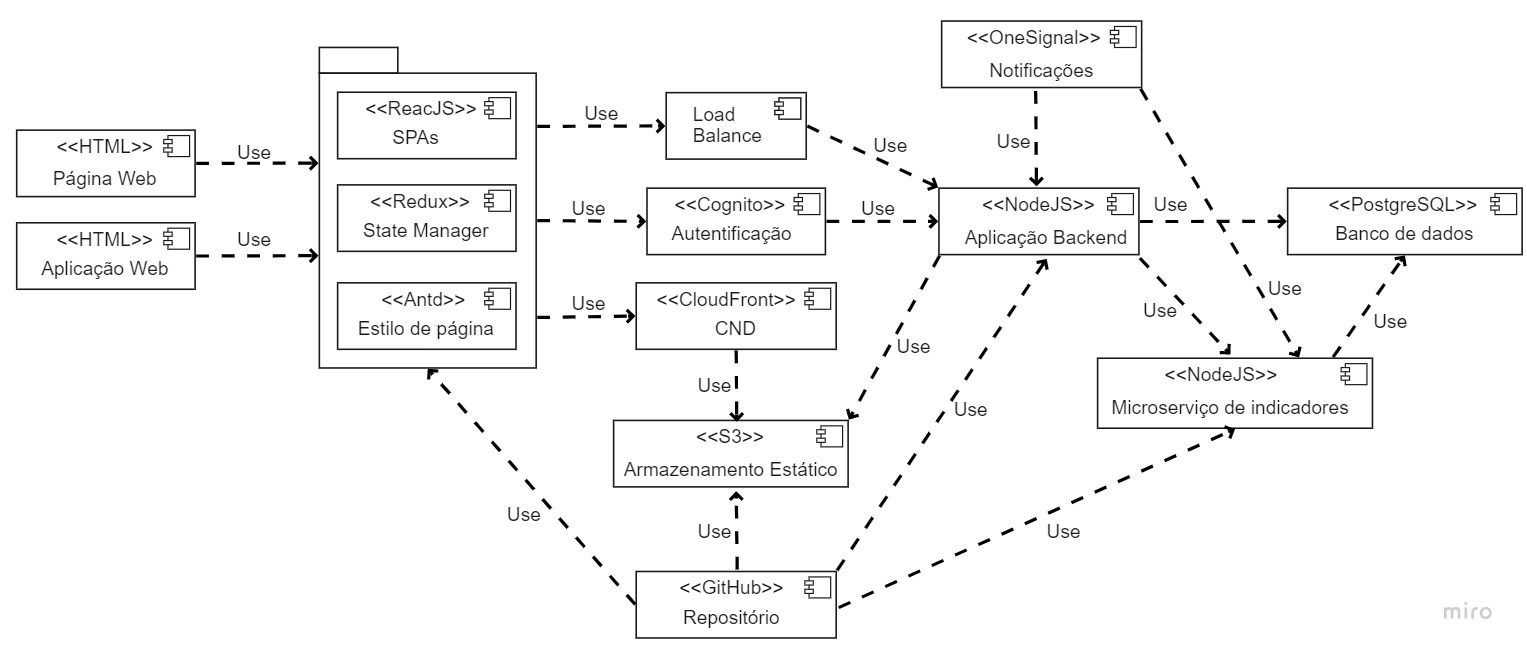 <<OneSignal>>
Notificações
<<HTML>>
Página Web
Use
<<HTML>>
Aplicação Web
Use
<<ReacJS>>
SPAs
<<Redux>>
State Manager
<<Antd>>
Estilo de página
Use
Use
Use
Load
Balance
<<Cognito>>
Autentificação
<<CloudFront>>
CND
Use
Use
Use
Use
<<NodeJS>>
Aplicação Backend
Use
<<PostgreSQL>>
Banco de dados
Use
Use
Use
Use
<<NodeJS>>
Microserviço de indicadores
Use
<<S3>>
Armazenamento Estático
Use
Use
Use
Use
<<GitHub>>
Repositório
miro